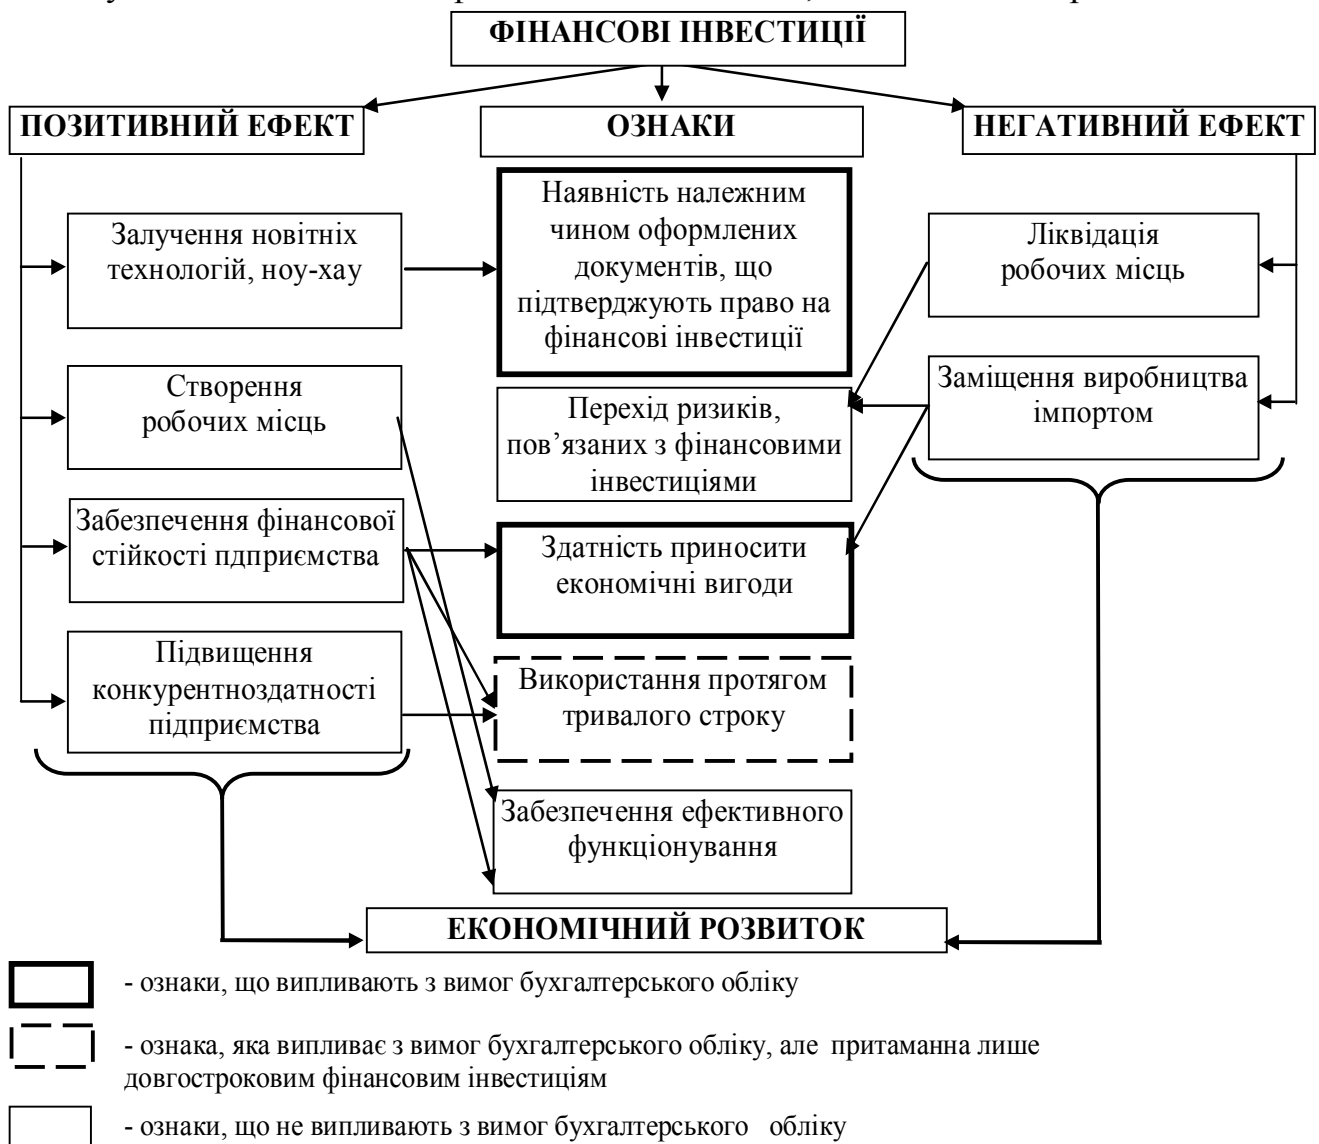 ФІНАНСОВІ ІНВЕСТИЦІЇ
ПОЗИТИВНИЙ ЕФЕКТ
ОЗНАКИ
НЕГАТИВНИЙ ЕФЕКТ
Залучення новітніх
технологій, ноу-хау
Створення
робочих місць
Забезпечення фінансової
стійкості пдприємства
Підвищення
конкурентноздатності
підприємства
Наявність належним
чином оформлених
документів, що
підтверджують право на
фінансові інвестиції
Перехід ризиків,
пов’язаних з фінансовими
інвестиціями
Здатність приносити
економічні вигоди
Використання протягом
тривалого строку
Забезпечення ефективного
функціонування
Ліквідація
робочих місць
Заміщення виробництва
імпортом
ЕКОНОМІЧНИЙ РОЗВИТОК
- ознаки, що випливають з вимог бухгалтерського обліку
- ознака, яка випливає з вимог бухгалтерського обліку, але притаманна лише
довгостроковим фінансовим інвестиціям
- ознаки, що не випливають з вимог бухгалтерського обліку